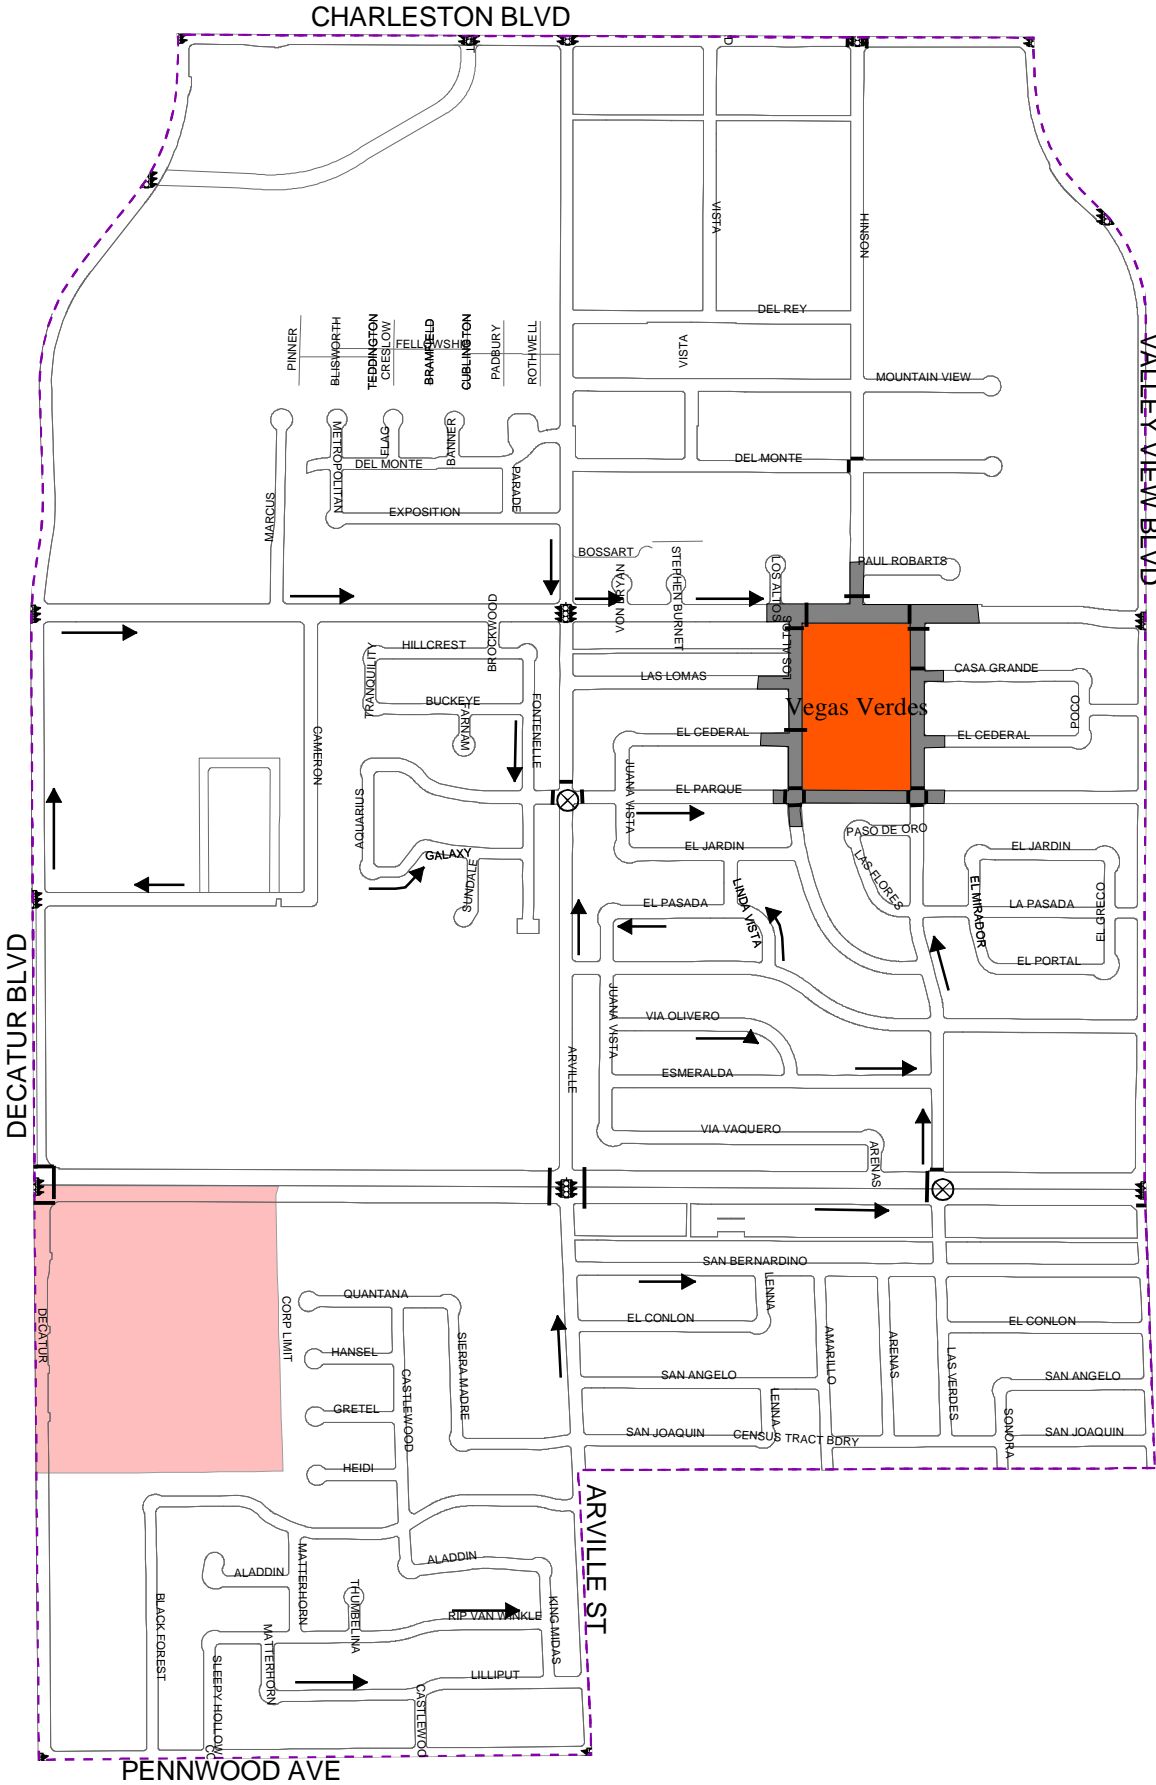 CHARLESTON BLVD
VISTA
HINSON
DEL REY
PINNER
BLISWORTH
TEDDINGTON
CRESLOW
FELLOWSHIP
BRAMFIELD
CUBLINGTON
PADBURY
ROTHWELL
VISTA
VALLEY VIEW BLVD
MOUNTAIN VIEW
METROPOLITAN
FLAG
BANNER
DEL MONTE
DEL MONTE
PARADE
MARCUS
EXPOSITION
BOSSART
STEPHEN BURNET
VON BRYAN
LOS ALTOS
PAUL ROBARTS
BROCKWOOD
LOS ALTOS
HILLCREST
TRANQUILITY
LAS LOMAS
CASA GRANDE
BUCKEYE
FARNAM
FONTENELLE
Vegas Verdes
POCO
CAMERON
EL CEDERAL
EL CEDERAL
JUANA VISTA
EL PARQUE
AQUARIUS
PASO DE ORO
GALAXY
EL JARDIN
EL JARDIN
SUNDALE
LAS FLORES
LINDA VISTA
EL PASADA
EL MIRADOR
LA PASADA
EL GRECO
EL PORTAL
DECATUR BLVD
JUANA VISTA
VIA OLIVERO
ARVILLE
ESMERALDA
VIA VAQUERO
ARENAS
SAN BERNARDINO
CORP LIMIT
QUANTANA
LENNA
EL CONLON
EL CONLON
DECATUR
HANSEL
SIERRA MADRE
AMARILLO
ARENAS
LAS VERDES
CASTLEWOOD
SAN ANGELO
SAN ANGELO
GRETEL
LENNA
SONORA
SAN JOAQUIN
CENSUS TRACT BDRY
SAN JOAQUIN
HEIDI
ARVILLE ST
MATTERHORN
ALADDIN
ALADDIN
THUMBELINA
BLACK FOREST
RIP VAN WINKLE
KING MIDAS
MATTERHORN
SLEEPY HOLLOW
LILLIPUT
CASTLEWOO
PENNWOOD AVE